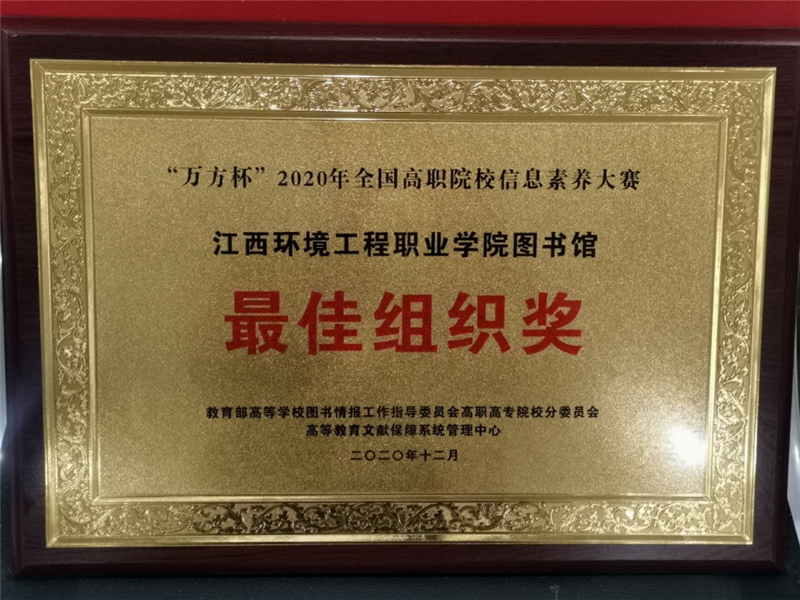 “万方杯”2020年全国高职院校信息素养大赛
江西环境工程职业学院图书馆
最佳组织奖
教育部高等学校图书情报工作指导委员会高职高专院校分委员会
高等教育文献保障系统管理中心
二〇二〇年十二月